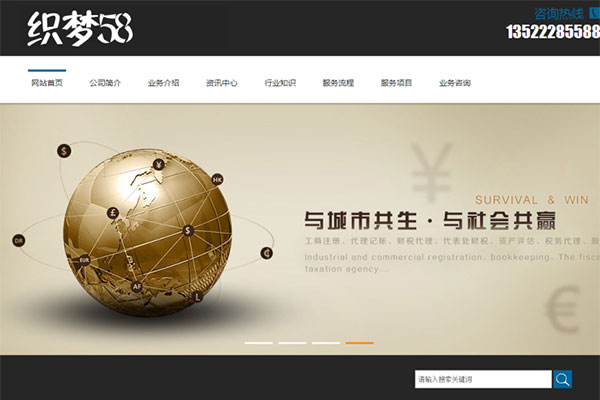 织梦58
咨询热线
13522285588
网站首页 公司简介 业务介绍 资讯中心 行业知识 服务流程 服务项目 业务咨询
$
¥
HK
£
$
DR
EUR
₵
AF
L
¥
€
SURVIVAL & WIN
与城市共生·与社会共赢
工商注册、代理记帐、财税代理、代表处财税、资产评估、税务代理、
Industrial and commercial registration, bookkeeping, The fisca
taxation agency...
请输入搜索关键词